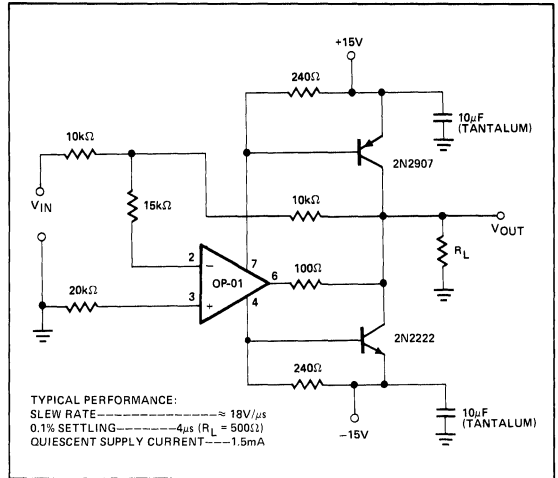 +15V
240Ω
10μF
(TANTALUM)
10kΩ
2N2907
VIN
15kΩ
10kΩ
VOUT
2
7
OP-01
6
100Ω
RL
20kΩ
3
4
2N2222
240Ω
10μF
(TANTALUM)
−15V
TYPICAL PERFORMANCE:
SLEW RATE----------------≈ 18V/μs
0.1% SETTLING--------4μs (RL = 500Ω)
QUIESCENT SUPPLY CURRENT---1.5mA